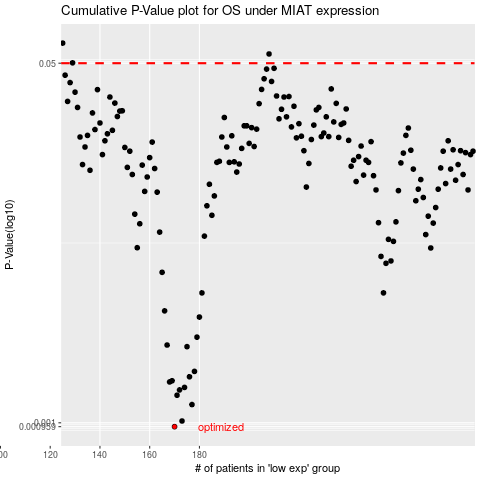 Cumulative P-Value plot for OS under MIAT expression
0.05
P-Value(log10)
0.001
0.000959
optimized
00 120 140 160 180
# of patients in 'low exp' group